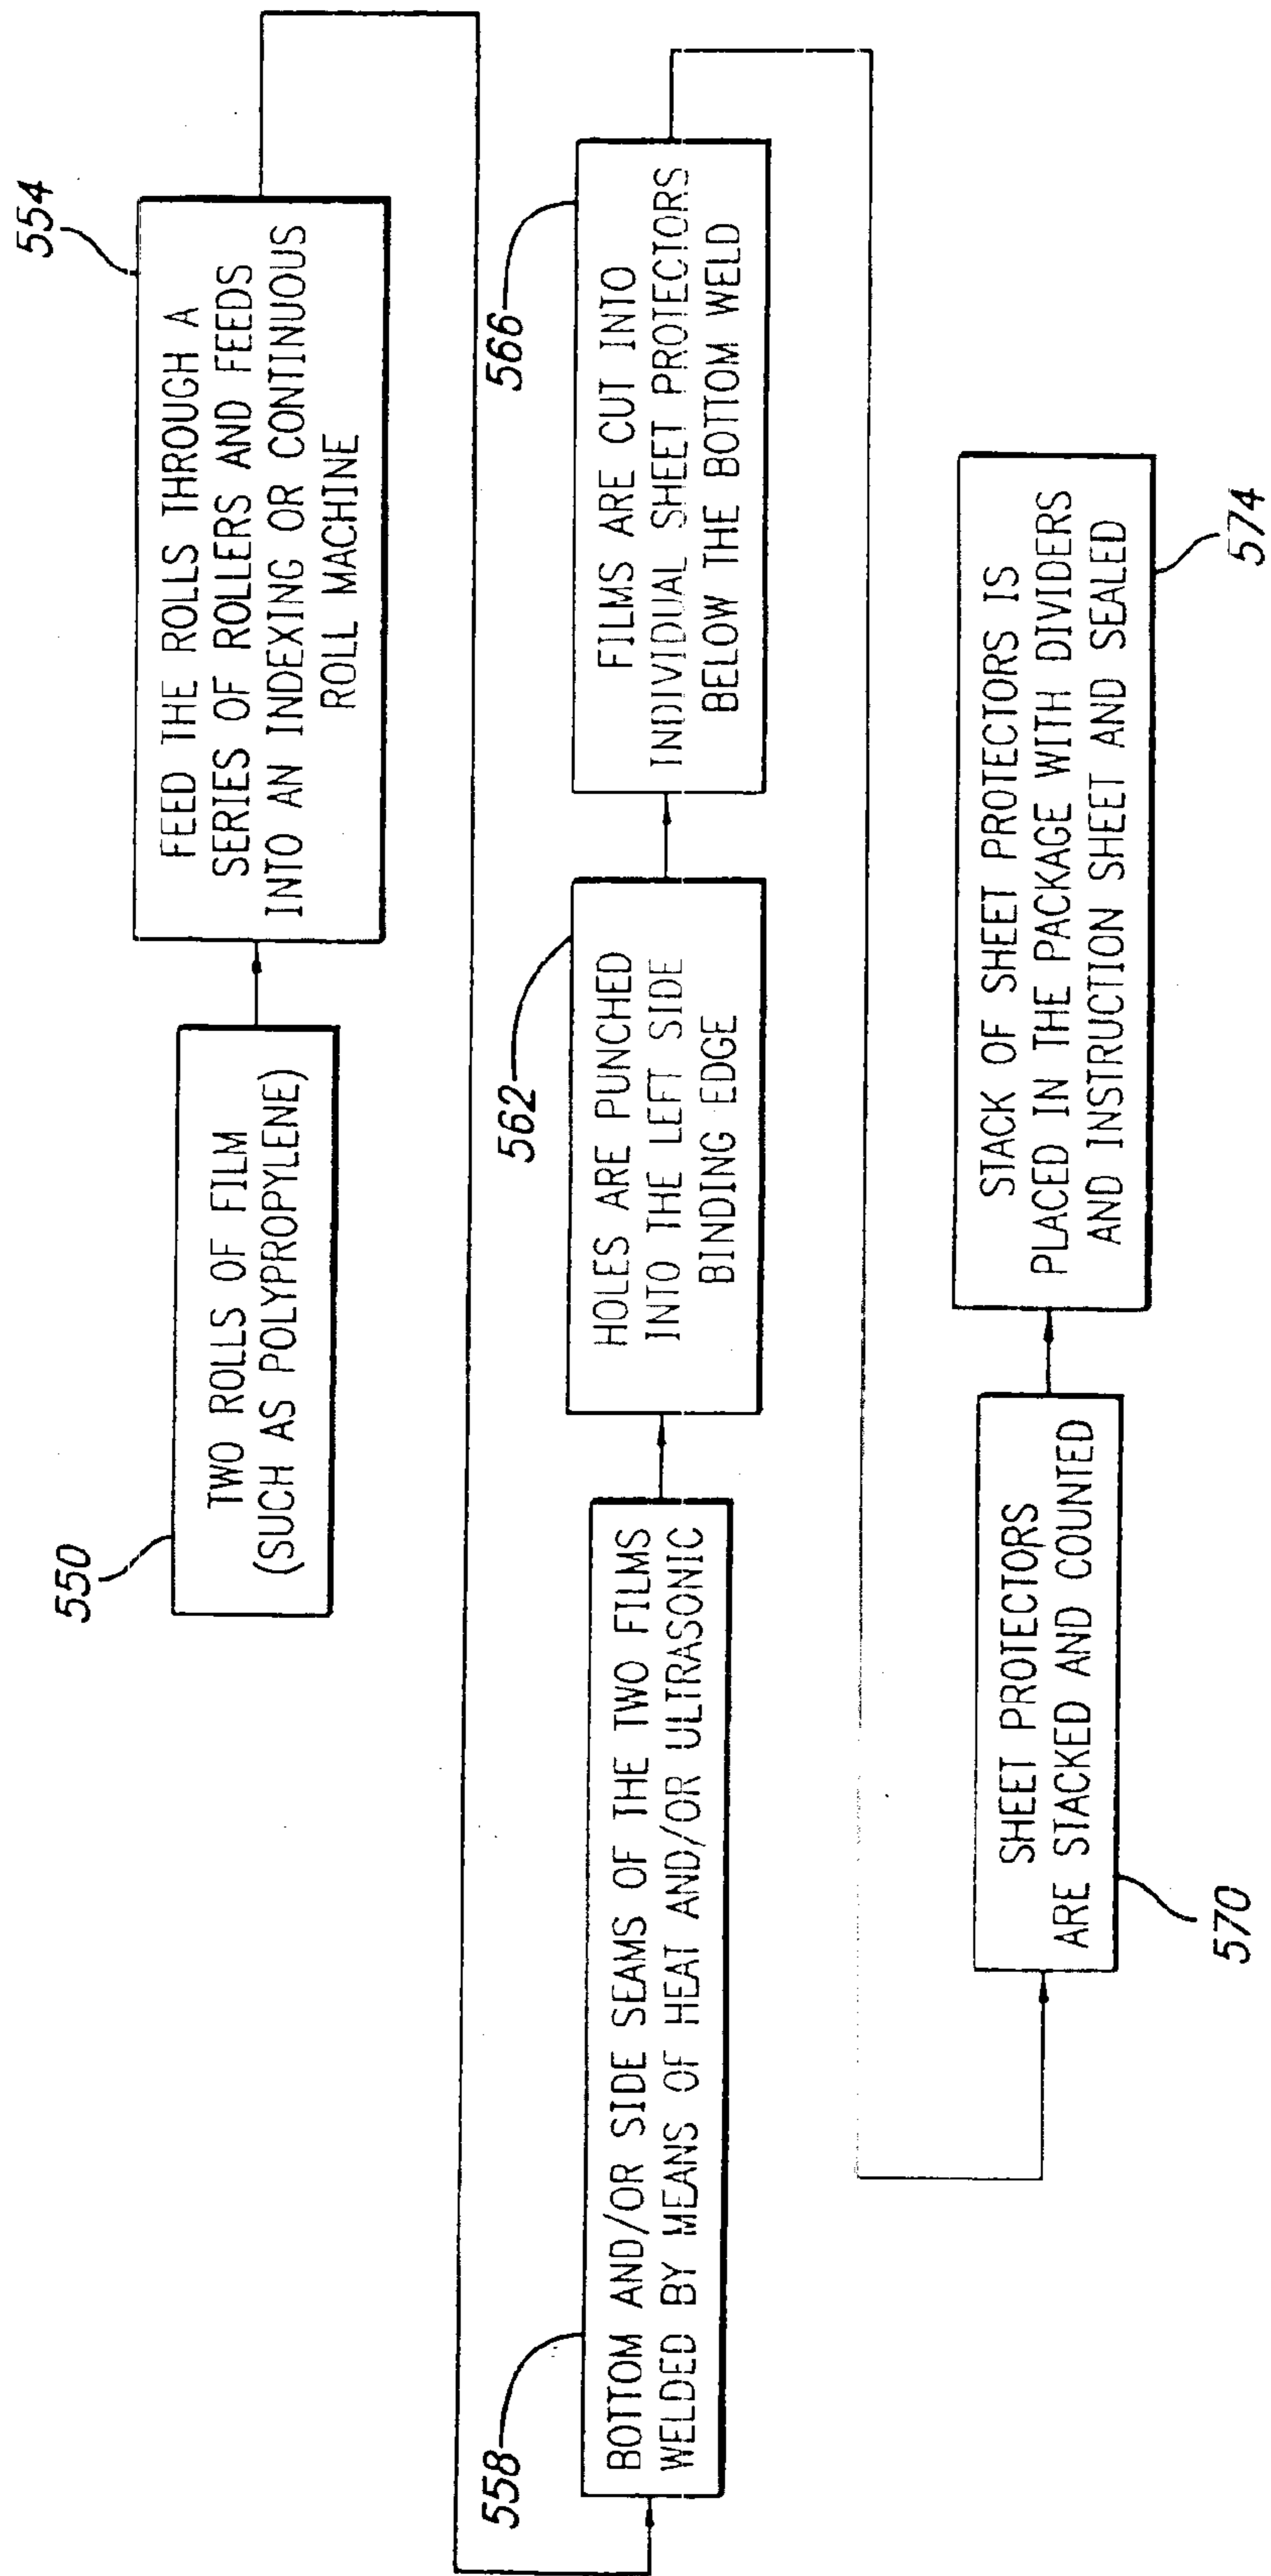 550
TWO ROLLS OF FILM
(SUCH AS POLYPROPYLENE)
554
FEED THE ROLLS THROUGH A
SERIES OF ROLLERS AND FEEDS
INTO AN INDEXING OR CONTINUOUS
ROLL MACHINE
558
BOTTOM AND/OR SIDE SEAMS OF THE TWO FILMS
WELDED BY MEANS OF HEAT AND/OR ULTRASONIC
562
HOLES ARE PUNCHED
INTO THE LEFT SIDE
BINDING EDGE
566
FILMS ARE CUT INTO
INDIVIDUAL SHEET PROTECTORS
BELOW THE BOTTOM WELD
SHEET PROTECTORS
ARE STACKED AND COUNTED
570
STACK OF SHEET PROTECTORS IS
PLACED IN THE PACKAGE WITH DIVIDERS
AND INSTRUCTION SHEET AND SEALED
574